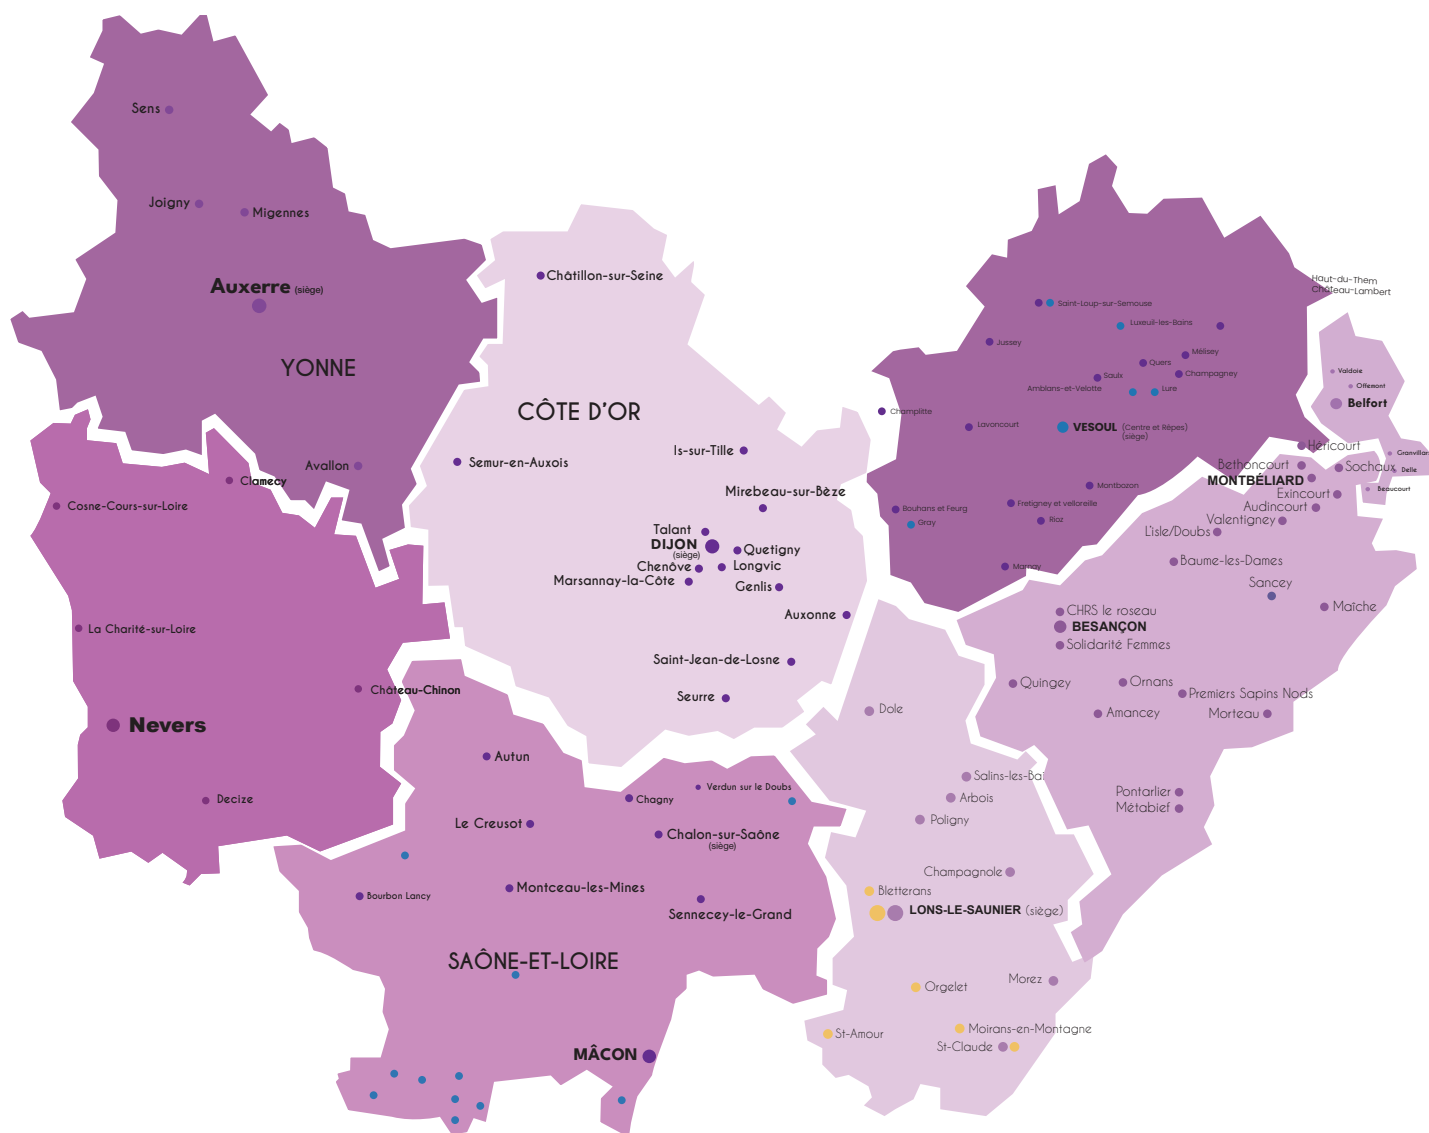 Sens
Joigny
Migennes
Auxerre (siège)
YONNE
Avallon
Clamecy
Cosne-Cours-sur-Loire
La Charité-sur-Loire
Château-Chinon
Nevers
Decize
Châtillon-sur-Seine
CÔTE D'OR
Semur-en-Auxois
Is-sur-Tille
Mirebeau-sur-Bèze
Talant
DIJON
(siège)
Quetigny
Chenôve
Longvic
Marsannay-la-Côte
Genlis
Auxonne
Saint-Jean-de-Losne
Seurre
Autun
Chagny
Verdun sur le Doubs
Le Creusot
Chalon-sur-Saône
(siège)
Bourbon Lancy
Montceau-les-Mines
Sennecey-le-Grand
SAÔNE-ET-LOIRE
MÂCON
Haut-du-Them
Château-Lambert
Saint-Loup-sur-Semouse
Luxeuil-les-Bains
Jussey
Mélisey
Quers
Saulx
Champagney
Amblans-et-Velotte
Lure
Champlitte
Lavoncourt
VESOUL (Centre et Rêpes)
(siège)
Montbozon
Fretigney et velloreille
Bouhans et Feurg
Gray
Rioz
Marnay
Valdoie
Offemont
Belfort
Granvillar
Delle
Beaucourt
Héricourt
Bethoncourt
Sochaux
MONTBÉLIARD
Exincourt
Audincourt
Valentigney
L'isle/Doubs
Baume-les-Dames
Sancey
Maîche
CHRS le roseau
BESANÇON
Solidarité Femmes
Quingey
Ornans
Premiers Sapins Nods
Amancey
Morteau
Pontarlier
Métabief
Dole
Salins-les-Bai
Arbois
Poligny
Champagnole
Bletterans
LONS-LE-SAUNIER (siège)
Orgelet
Morez
St-Amour
Moirans-en-Montagne
St-Claude